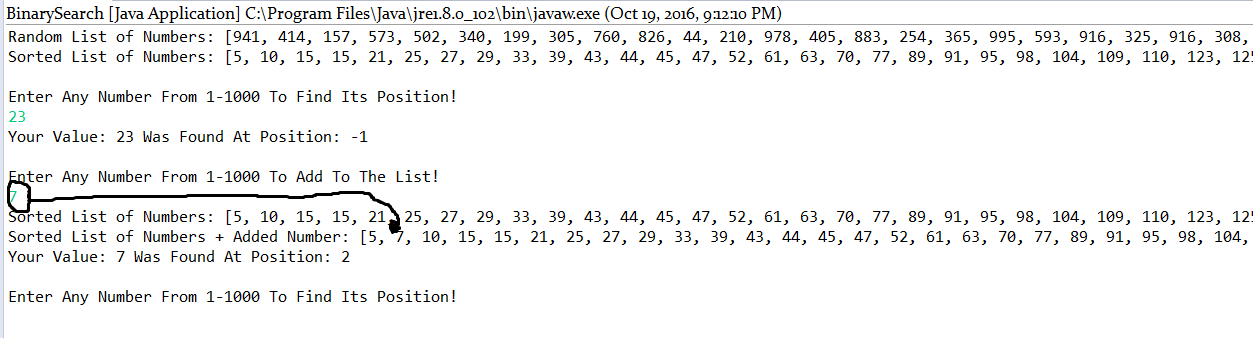 BinarySearch [Java Application] C:\Program Files\Java\jre1.8.0_102\bin\javaw.exe (Oct 19, 2016, 9:12:10 PM)
Random List of Numbers: [941, 414, 157, 573, 502, 340, 199, 305, 760, 826, 44, 210, 978, 405, 883, 254, 365, 995, 593, 916, 325, 916, 308,
Sorted List of Numbers: [5, 10, 15, 15, 21, 25, 27, 29, 33, 39, 43, 44, 45, 47, 52, 61, 63, 70, 77, 89, 91, 95, 98, 104, 109, 110, 123, 125
Enter Any Number From 1-1000 To Find Its Position!
23
Your Value: 23 Was Found At Position: -1
Enter Any Number From 1-1000 To Add To The List!
7
Sorted List of Numbers: [5, 10, 15, 15, 21, 25, 27, 29, 33, 39, 43, 44, 45, 47, 52, 61, 63, 70, 77, 89, 91, 95, 98, 104, 109, 110, 123, 125
Sorted List of Numbers + Added Number: [5, 7, 10, 15, 15, 21, 25, 27, 29, 33, 39, 43, 44, 45, 47, 52, 61, 63, 70, 77, 89, 91, 95, 98, 104,
Your Value: 7 Was Found At Position: 2
Enter Any Number From 1-1000 To Find Its Position!